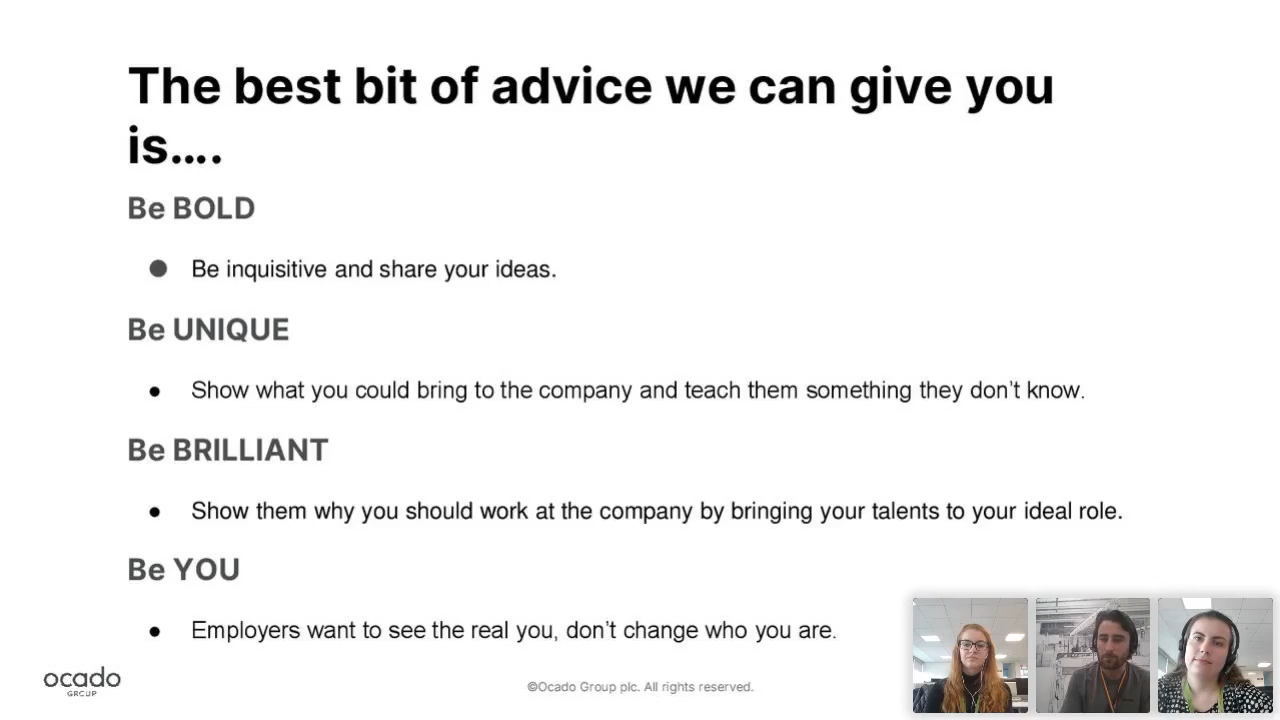 The best bit of advice we can give you
is....
Be BOLD
● Be inquisitive and share your ideas.
Be UNIQUE
● Show what you could bring to the company and teach them something they don't know.
Be BRILLIANT
● Show them why you should work at the company by bringing your talents to your ideal role.
Be YOU
● Employers want to see the real you, don't change who you are.
ocado
GROUP
©Ocado Group plc. All rights reserved.